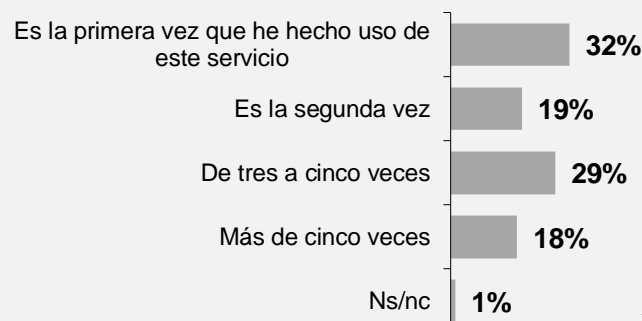 Es la primera vez que he hecho uso de
este servicio
32%
Es la segunda vez
19%
De tres a cinco veces
29%
Más de cinco veces
18%
Ns/nc
1%